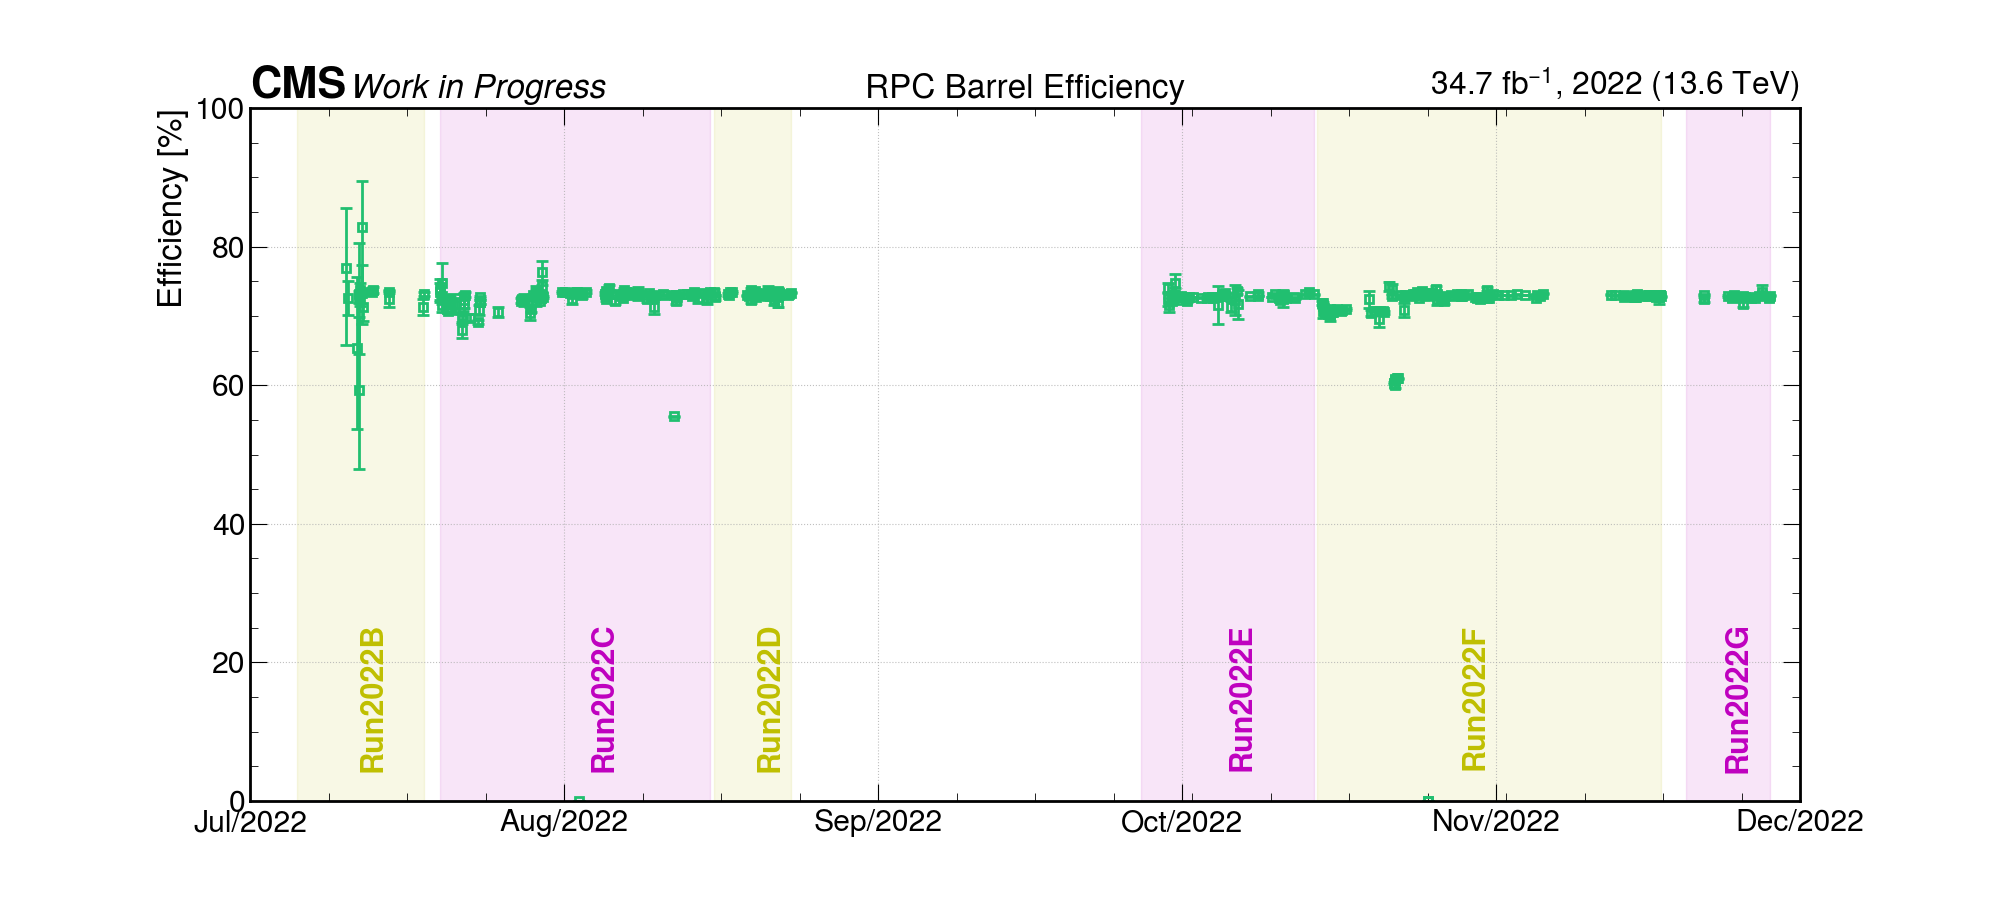 CMS Work in Progress RPC Barrel Efficiency 34.7 fb⁻¹, 2022 (13.6 TeV)
Efficiency [%]
100
80
60
40
20
0
Run2022B
Run2022C
Run2022D
Run2022E
Run2022F
Run2022G
Jul/2022 Aug/2022 Sep/2022 Oct/2022 Nov/2022 Dec/2022